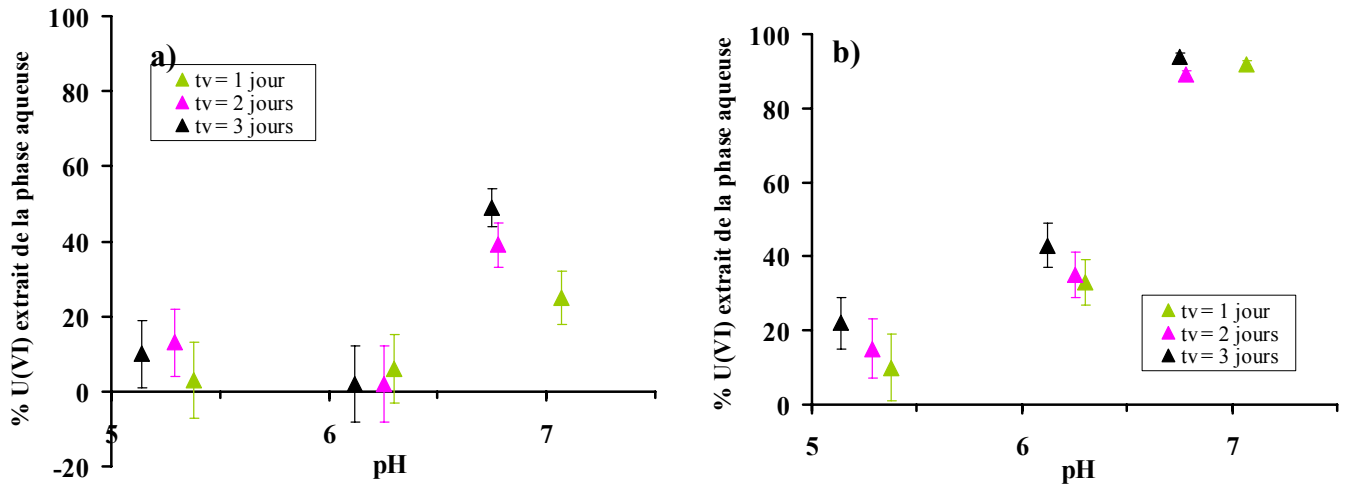 a)
tv = 1 jour
tv = 2 jours
tv = 3 jours
% U(VI) extrait de la phase aqueuse
100
80
60
40
20
0
-20
5
6
7
pH
b)
tv = 1 jour
tv = 2 jours
tv = 3 jours
% U(VI) extrait de la phase aqueuse
100
80
60
40
20
0
5
6
7
pH